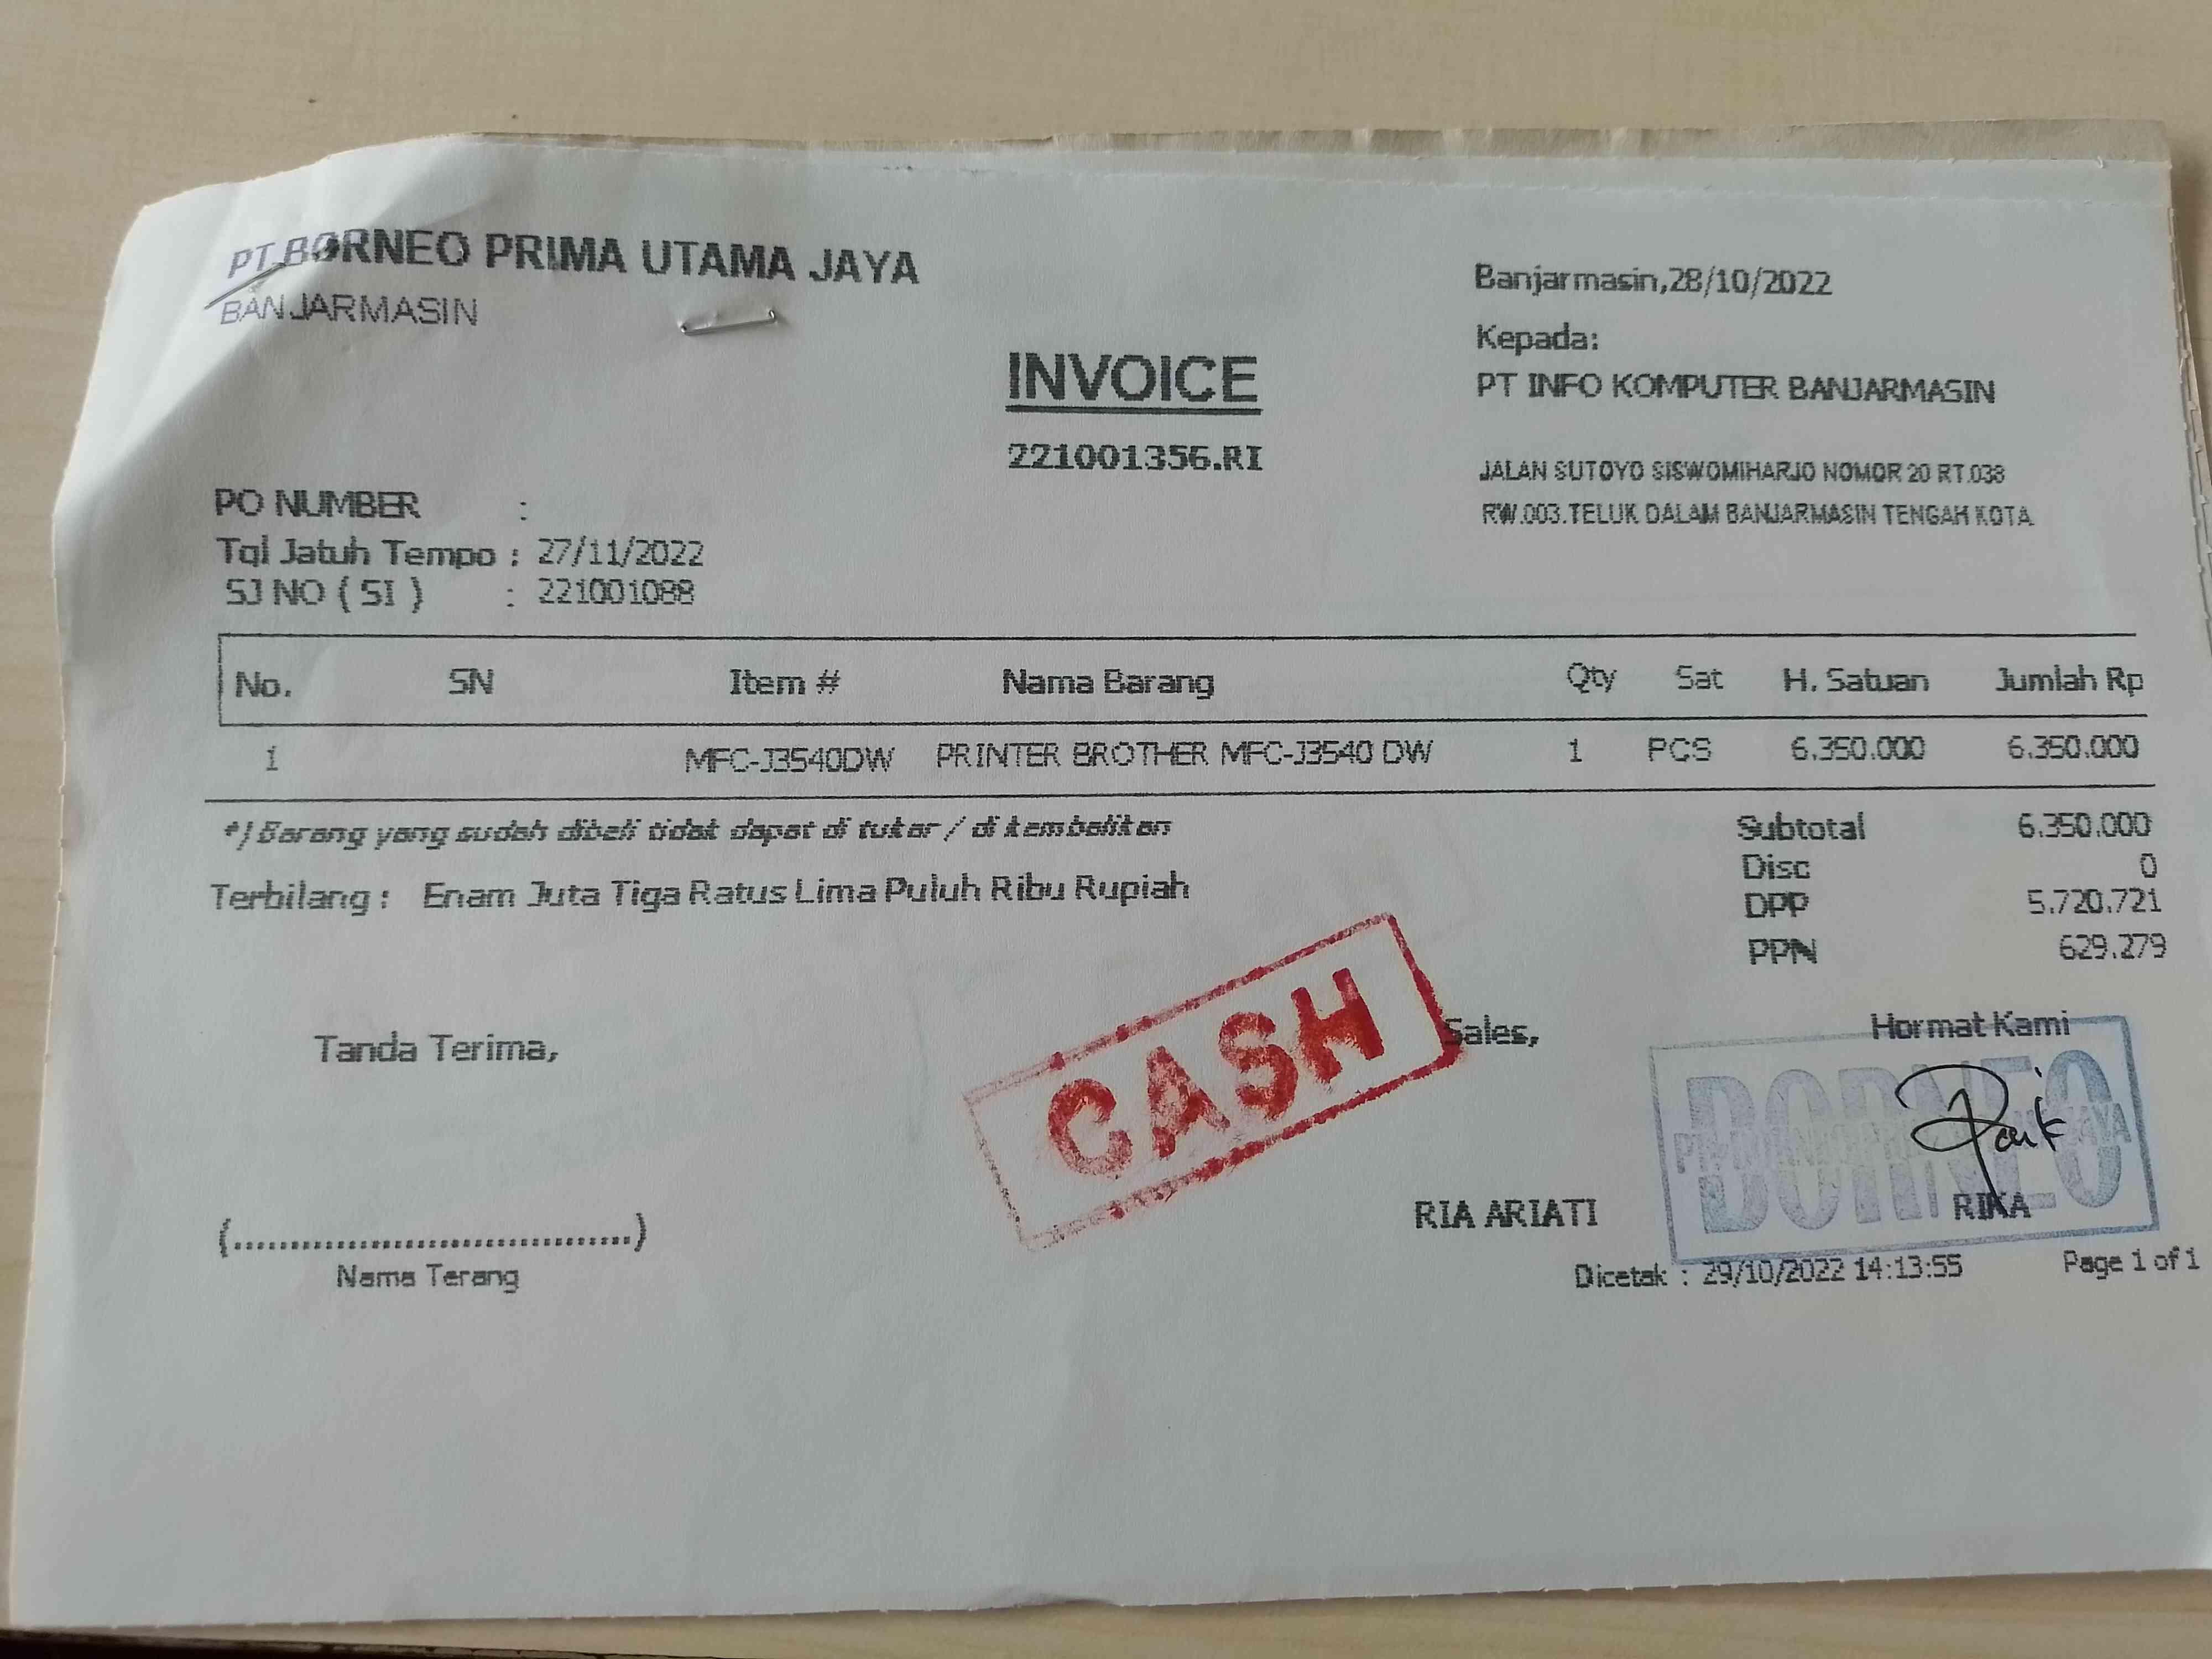 PT.BORNEO PRIMA UTAMA JAYA
BANJARMASIN
Banjarmasin,28/10/2022
Kepada:
PT INFO KOMPUTER BANJARMASIN
INVOICE
221001356.RI
JALAN SUTOYO SISWOMIHARJO NOMOR 20 RT.038
RW.003.TELUK DALAM BANJARMASIN TENGAH KOTA
PO NUMBER :
Tgl Jatuh Tempo : 27/11/2022
SJ NO ( SI ) : 221001088
No. SN Item # Nama Barang Qty Sat H. Satuan Jumlah Rp
1 MFC-J3540DW PRINTER BROTHER MFC-J3540 DW 1 PCS 6.350.000 6.350.000
*) Barang yang sudah dibeli tidak dapat di tukar / di kembalikan
Subtotal 6.350.000
Disc 0
Terbilang : Enam Juta Tiga Ratus Lima Puluh Ribu Rupiah
DPP 5.720.721
PPN 629.279
CASH
Tanda Terima,
Sales,
Hormat Kami
BORNEO
RIA ARIATI
RIKA
(....................................)
Nama Terang
Dicetak : 29/10/2022 14:13:55 Page 1 of 1